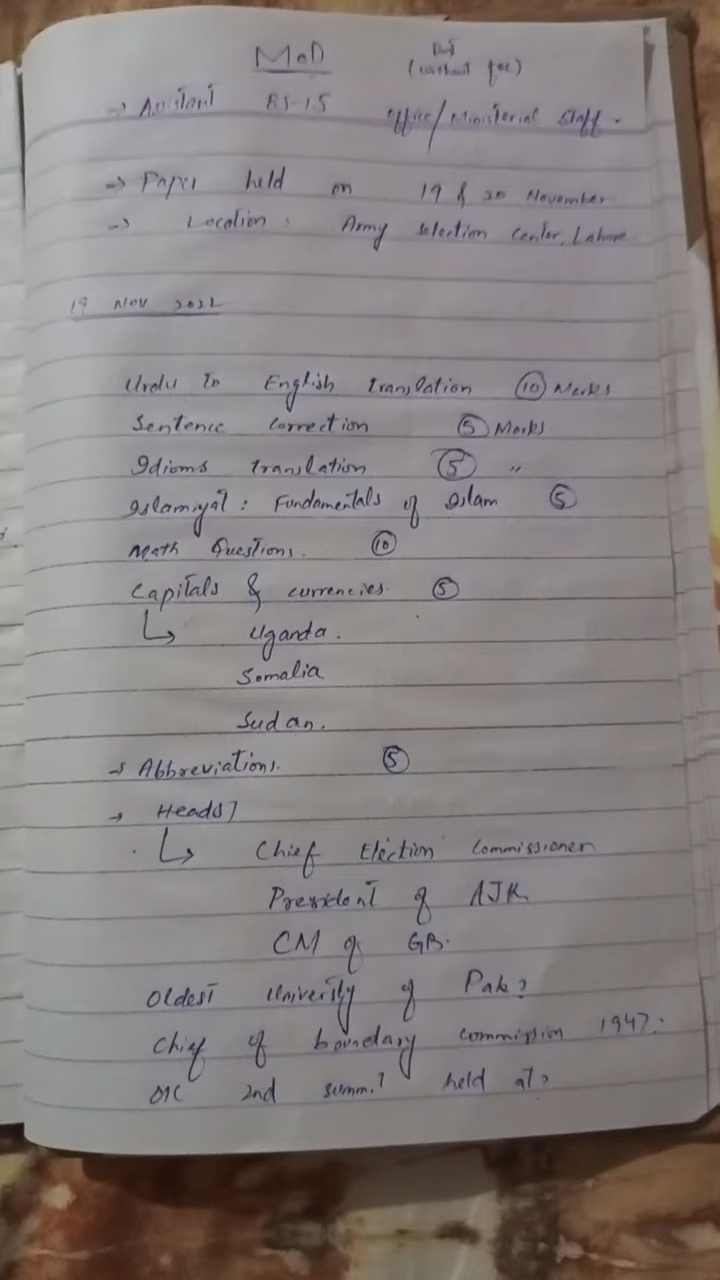 MoD
(without fee)
→ Assistant BS-15 office/Ministerial staff.
→ Paper held on 19 & 20 November
→ Location: Army selection center, Lahore
19 Nov 2022
Urdu to English translation (10) Marks
Sentence correction (5) Marks
Idioms translation (5) "
Islamiyat: Fundamentals of Islam (5)
Math Questions. (10)
Capitals & currencies. (5)
↳ Uganda.
Somalia
Sudan.
→ Abbreviations. (5)
→ Heads?
↳ Chief Election Commissioner
President of AJK
CM of GB.
Oldest University of Pak?
Chief of boundary commission 1947.
OIC 2nd summit held at?